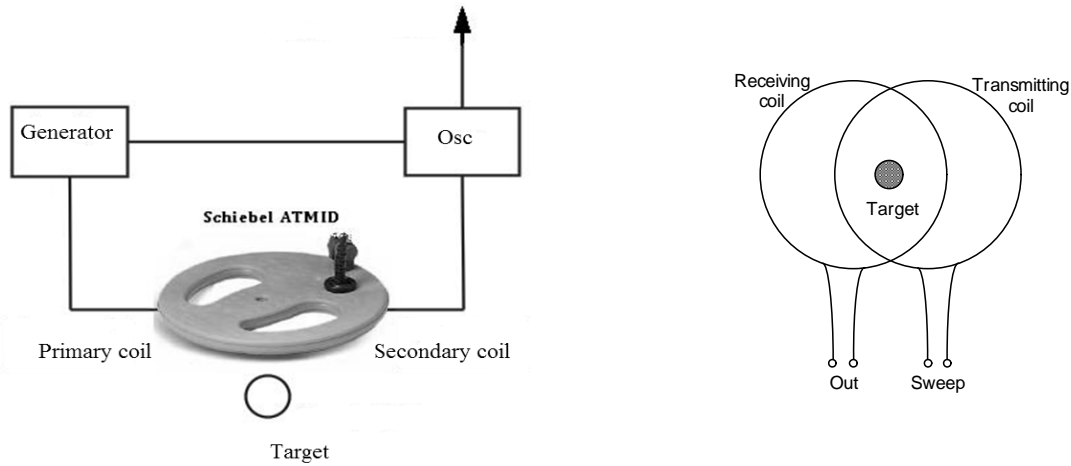 Generator
Osc
Schiebel ATMID
Primary coil
Secondary coil
Target
Receiving
coil
Transmitting
coil
Target
Out
Sweep